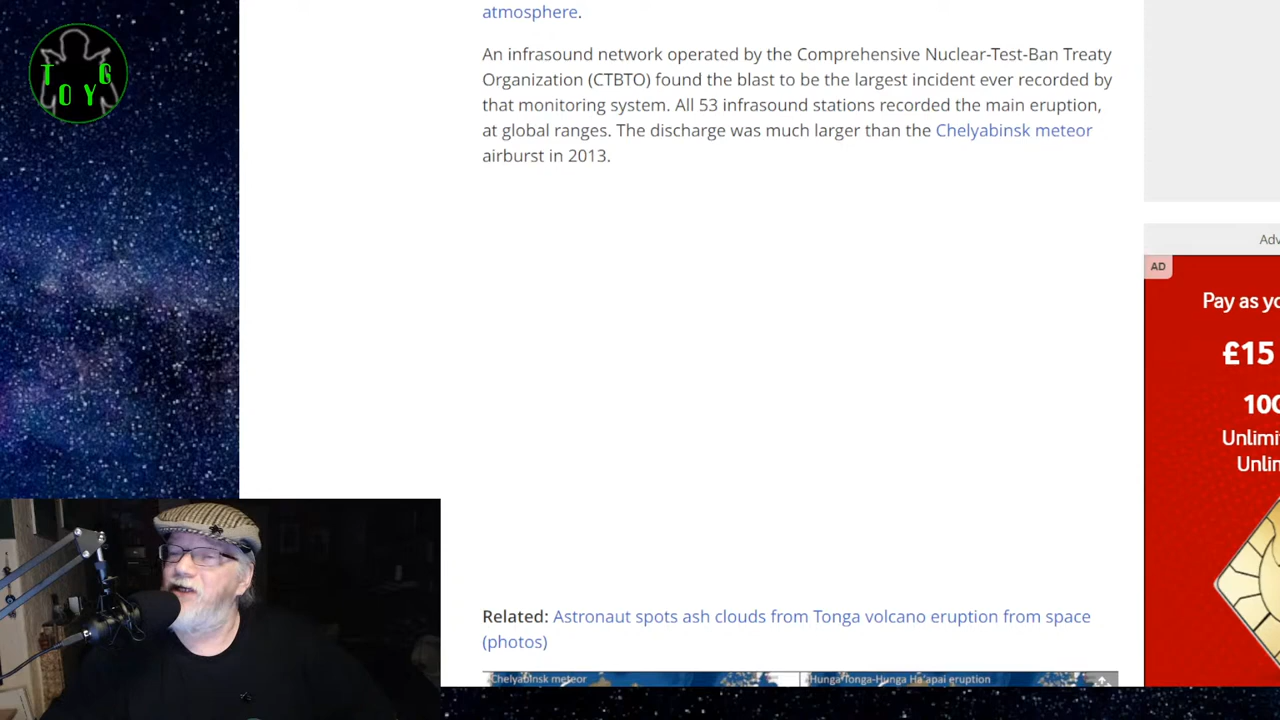 T G
O Y
atmosphere.
An infrasound network operated by the Comprehensive Nuclear-Test-Ban Treaty
Organization (CTBTO) found the blast to be the largest incident ever recorded by
that monitoring system. All 53 infrasound stations recorded the main eruption,
at global ranges. The discharge was much larger than the Chelyabinsk meteor
airburst in 2013.
Related: Astronaut spots ash clouds from Tonga volcano eruption from space
(photos)
Chelyabinsk meteor
Hunga Tonga-Hunga Ha'apai eruption
AD
Pay as yo
£15
100
Unlimi
Unlin